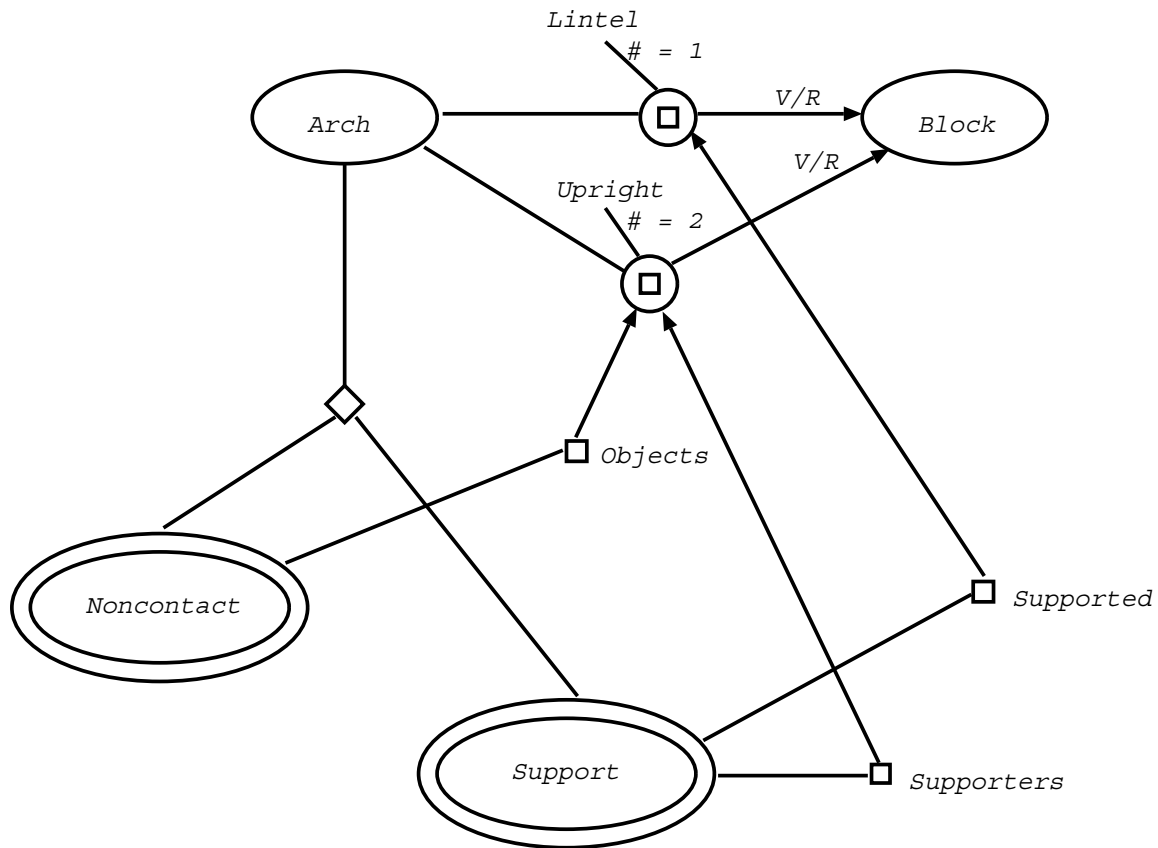 Lintel
# = 1
V/R
Arch
Block
V/R
Upright
# = 2
Objects
Noncontact
Supported
Support
Supporters